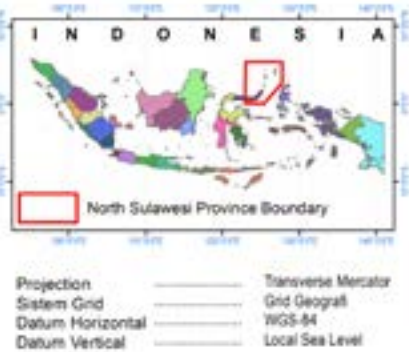 I N D O N E S I A
North Sulawesi Province Boundary
Projection Transverse Mercator
Sistem Grid Grid Geografi
Datum Horizontal WGS-84
Datum Vertical Local Sea Level